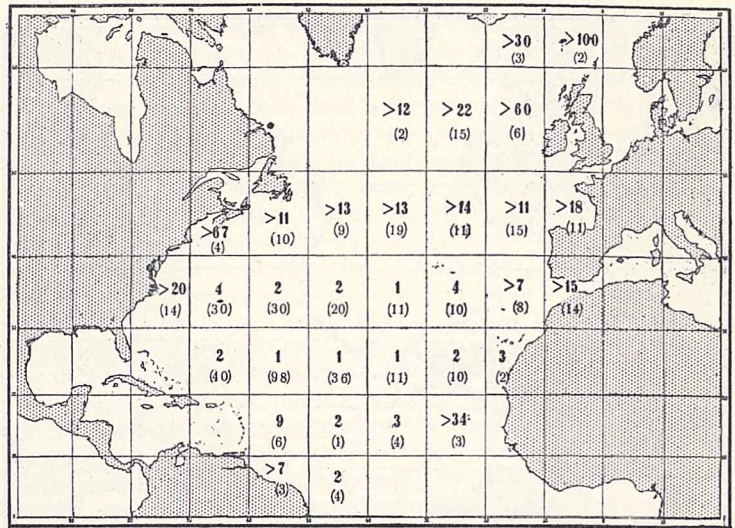 >30 >100
(3) (2)
>12 >22 >60
(2) (15) (6)
>67 >11 >13 >13 >14 >11 >18
(4) (10) (9) (19) (11) (15) (11)
>20 4 2 2 1 4 >7 >15
(14) (30) (30) (20) (11) (10) (8) (14)
2 1 1 1 2 3
(40) (98) (36) (11) (10) (2)
9 2 3 >34
(6) (1) (4) (3)
>7 2
(3) (4)